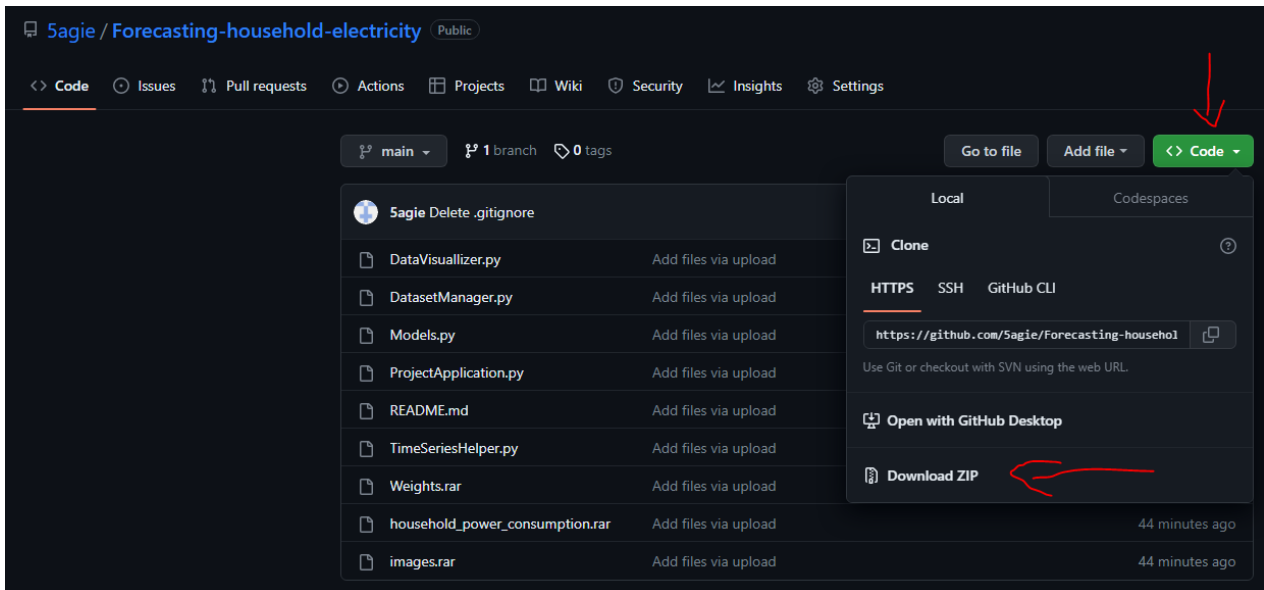 5agie / Forecasting-household-electricity Public
Code Issues Pull requests Actions Projects Wiki Security Insights Settings
main 1 branch 0 tags Go to file Add file Code
5agie Delete .gitignore
Local Codespaces
Clone
HTTPS SSH GitHub CLI
https://github.com/5agie/Forecasting-househol
Use Git or checkout with SVN using the web URL.
Open with GitHub Desktop
Download ZIP
DataVisuallizer.py Add files via upload
DatasetManager.py Add files via upload
Models.py Add files via upload
ProjectApplication.py Add files via upload
README.md Add files via upload
TimeSeriesHelper.py Add files via upload
Weights.rar Add files via upload
household_power_consumption.rar Add files via upload 44 minutes ago
images.rar Add files via upload 44 minutes ago